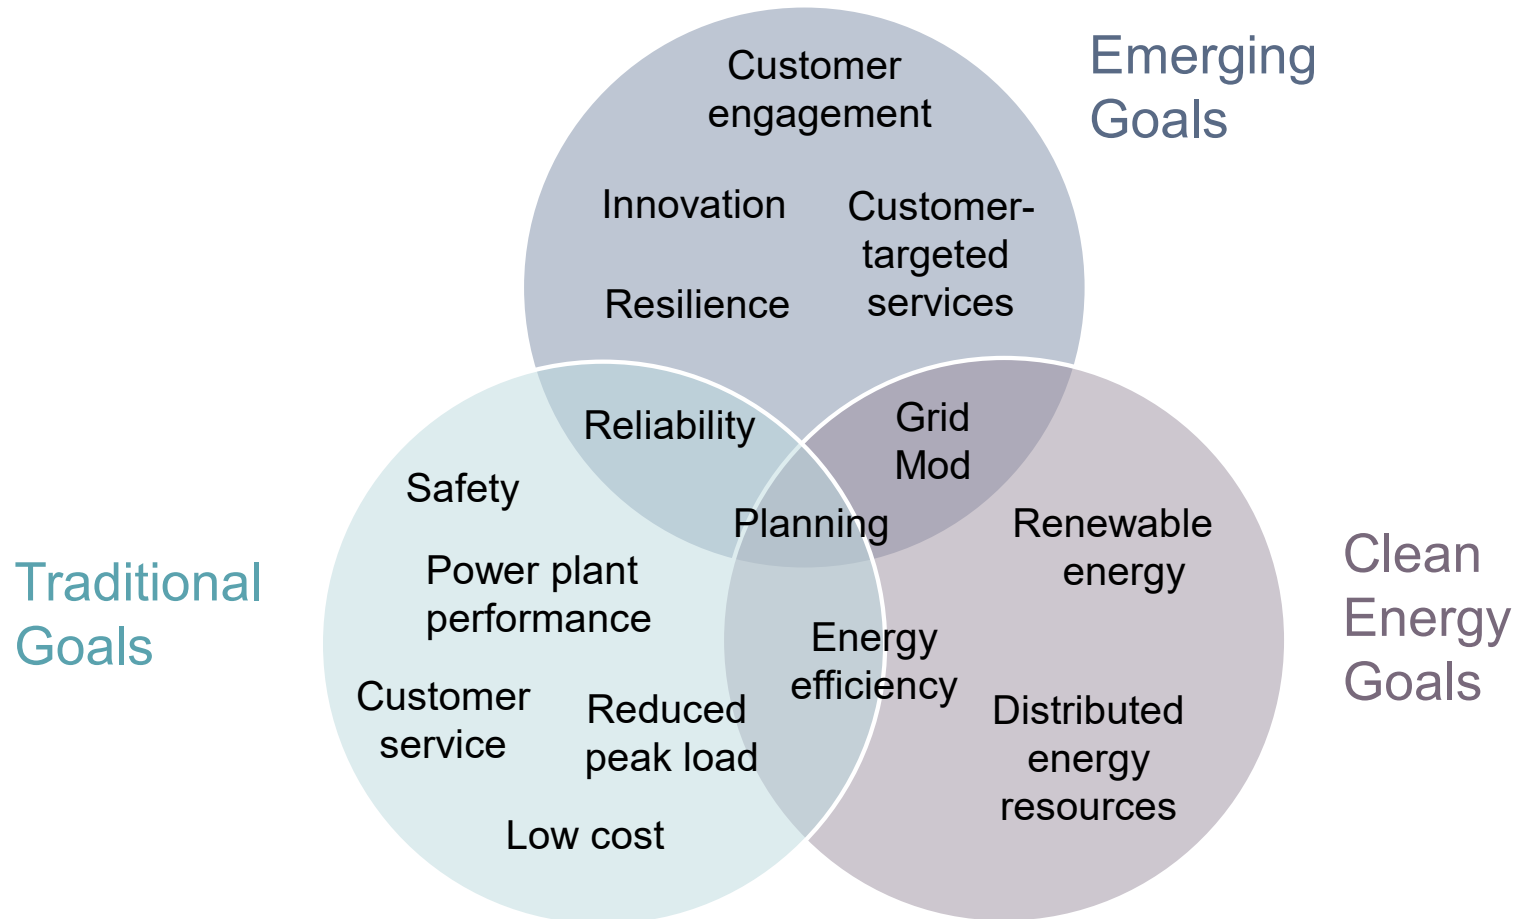 Emerging
Goals
Customer
engagement
Innovation
Customer-
targeted
services
Resilience
Reliability
Grid
Mod
Safety
Planning
Renewable
energy
Traditional
Goals
Power plant
performance
Clean
Energy
Goals
Energy
efficiency
Customer
service
Reduced
peak load
Distributed
energy
resources
Low cost